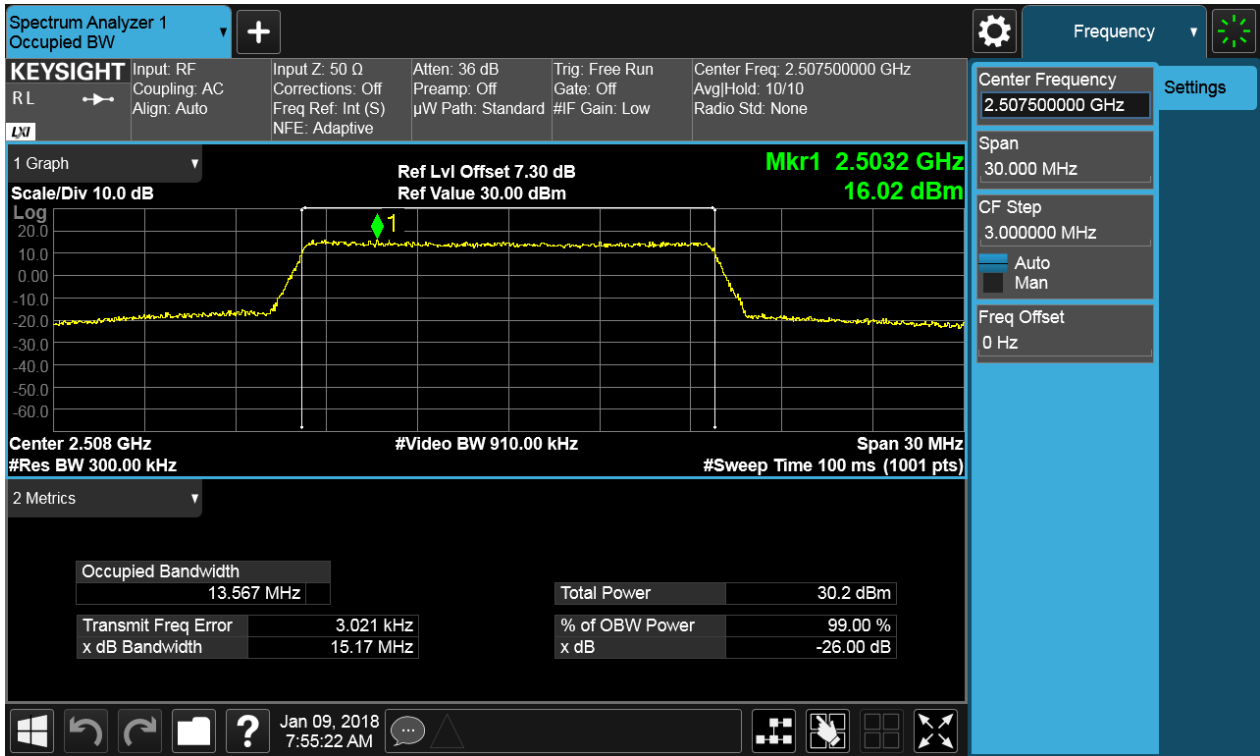 Spectrum Analyzer 1
Occupied BW
+
Frequency
KEYSIGHT
R L
LXI
Input: RF
Coupling: AC
Align: Auto
Input Z: 50 Ω
Corrections: Off
Freq Ref: Int (S)
NFE: Adaptive
Atten: 36 dB
Preamp: Off
µW Path: Standard
Trig: Free Run
Gate: Off
#IF Gain: Low
Center Freq: 2.507500000 GHz
Avg|Hold: 10/10
Radio Std: None
1 Graph
Scale/Div 10.0 dB
Ref Lvl Offset 7.30 dB
Ref Value 30.00 dBm
Mkr1 2.5032 GHz
16.02 dBm
Log
20.0
10.0
0.00
-10.0
-20.0
-30.0
-40.0
-50.0
-60.0
1
Center 2.508 GHz
#Res BW 300.00 kHz
#Video BW 910.00 kHz
Span 30 MHz
#Sweep Time 100 ms (1001 pts)
2 Metrics
Occupied Bandwidth
13.567 MHz
Transmit Freq Error 3.021 kHz
x dB Bandwidth 15.17 MHz
Total Power 30.2 dBm
% of OBW Power 99.00 %
x dB -26.00 dB
Center Frequency
2.507500000 GHz
Settings
Span
30.000 MHz
CF Step
3.000000 MHz
Auto
Man
Freq Offset
0 Hz
?
Jan 09, 2018
7:55:22 AM